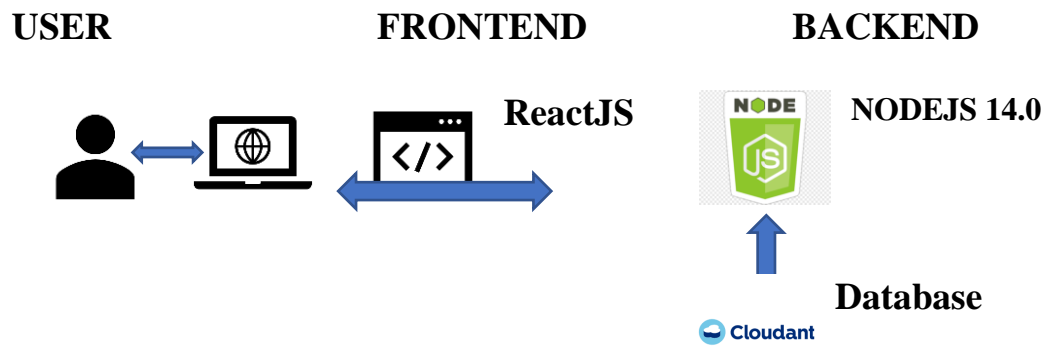 USER
FRONTEND
BACKEND
ReactJS
</>
NODE
JS
NODEJS 14.0
Database
Cloudant